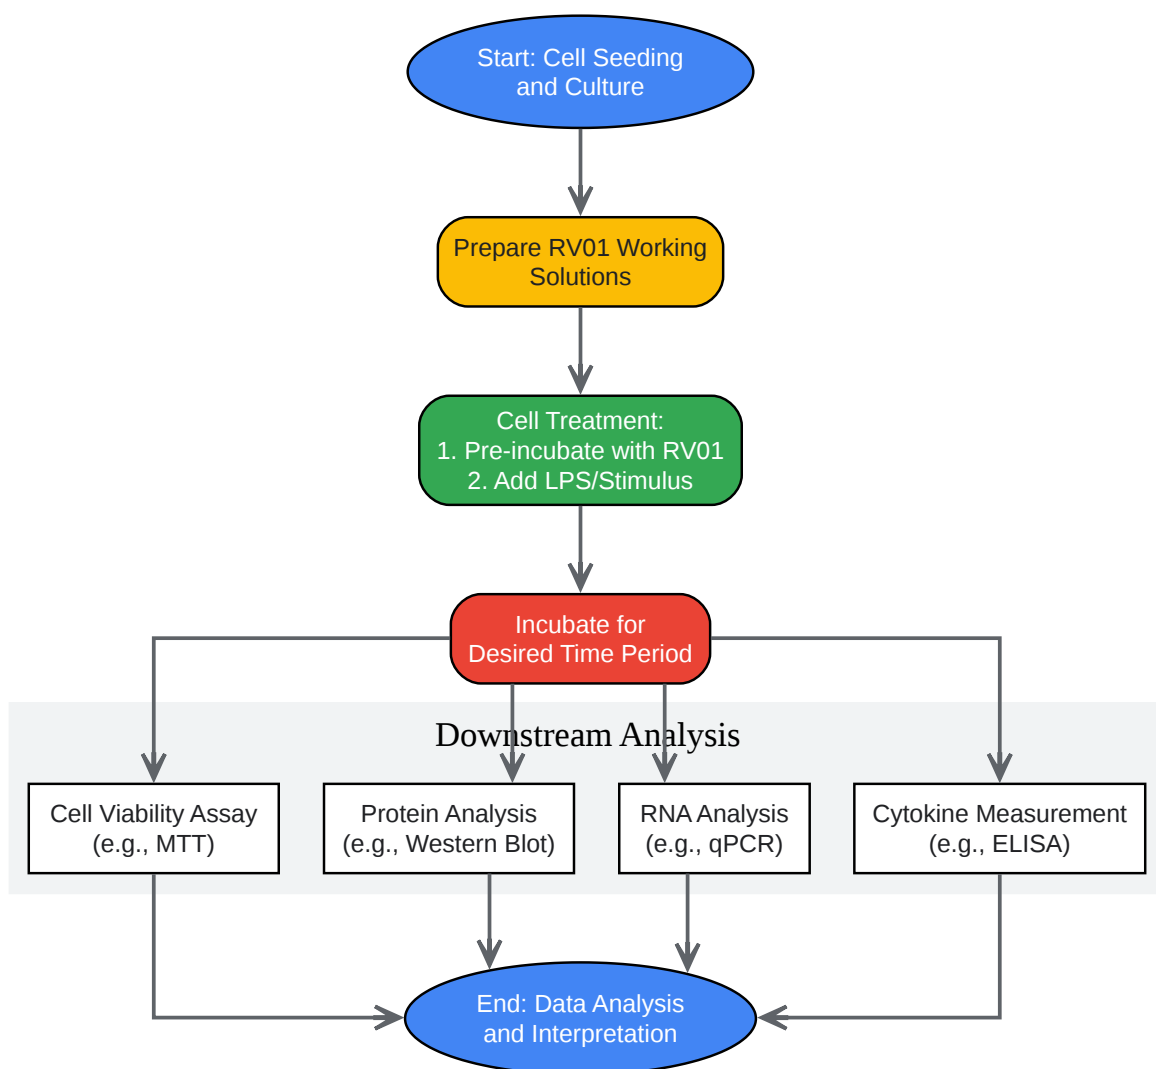 Start: Cell Seeding
and Culture
Prepare RV01 Working
Solutions
Cell Treatment:
1. Pre-incubate with RV01
2. Add LPS/Stimulus
Incubate for
Desired Time Period
Downstream Analysis
Cell Viability Assay
(e.g., MTT)
Protein Analysis
(e.g., Western Blot)
RNA Analysis
(e.g., qPCR)
Cytokine Measurement
(e.g., ELISA)
End: Data Analysis
and Interpretation